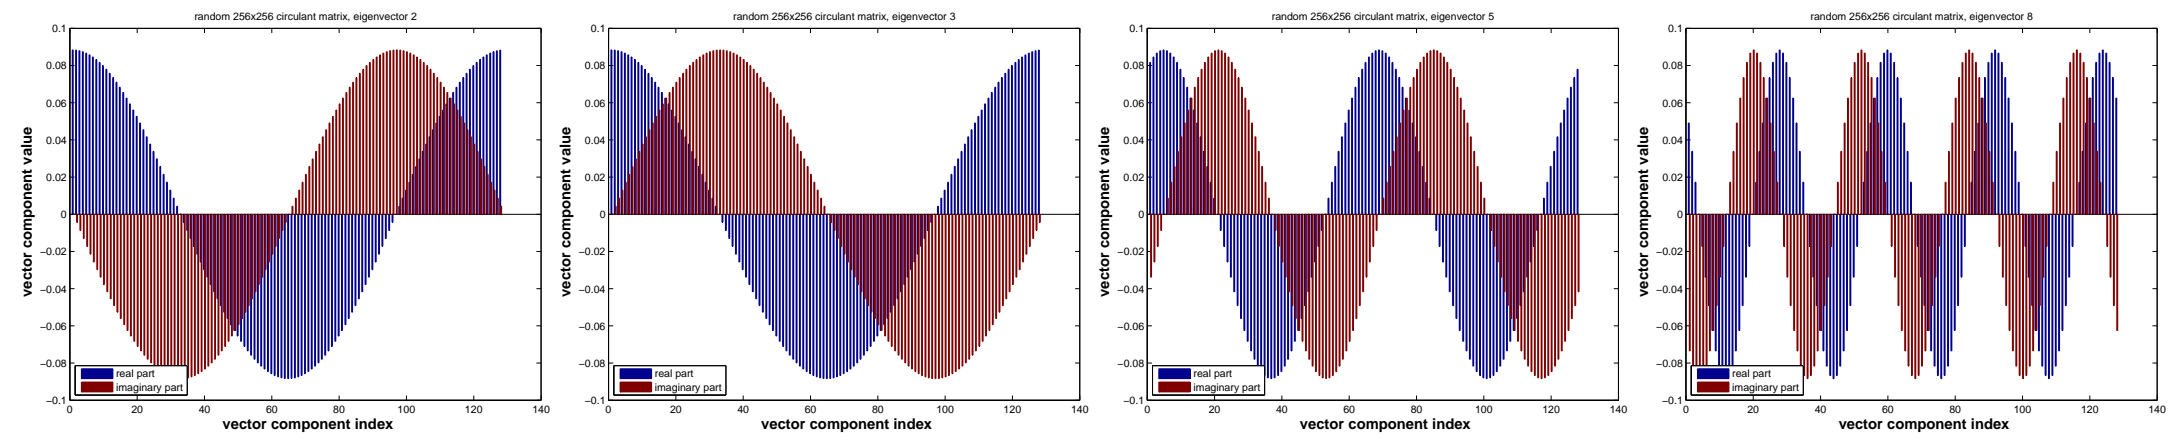 random 256x256 circulant matrix, eigenvector 2
0.1
0.08
0.06
0.04
0.02
0
−0.02
−0.04
−0.06
−0.08
−0.1
vector component value
real part
imaginary part
0 20 40 60 80 100 120 140
vector component index
random 256x256 circulant matrix, eigenvector 3
0.1
0.08
0.06
0.04
0.02
0
−0.02
−0.04
−0.06
−0.08
−0.1
vector component value
real part
imaginary part
0 20 40 60 80 100 120 140
vector component index
random 256x256 circulant matrix, eigenvector 5
0.1
0.08
0.06
0.04
0.02
0
−0.02
−0.04
−0.06
−0.08
−0.1
vector component value
real part
imaginary part
0 20 40 60 80 100 120 140
vector component index
random 256x256 circulant matrix, eigenvector 8
0.1
0.08
0.06
0.04
0.02
0
−0.02
−0.04
−0.06
−0.08
−0.1
vector component value
real part
imaginary part
0 20 40 60 80 100 120 140
vector component index